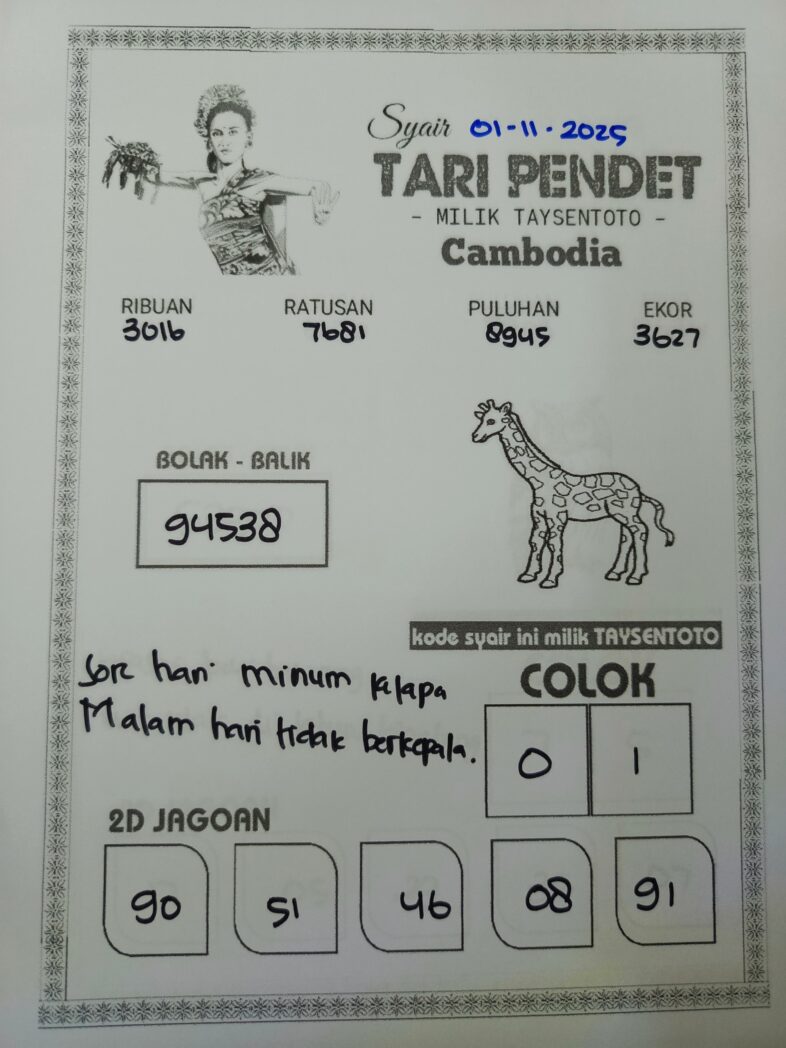 Syair 01-11-2025
TARI PENDET
- MILIK TAYSENTOTO -
Cambodia
RIBUAN RATUSAN PULUHAN EKOR
3016 7681 8945 3627
BOLAK - BALIK
94538
kode syair ini milik TAYSENTOTO
COLOK
0 1
Sore hari minum kelapa
Malam hari tidak berkepala.
2D JAGOAN
90 51 46 08 91